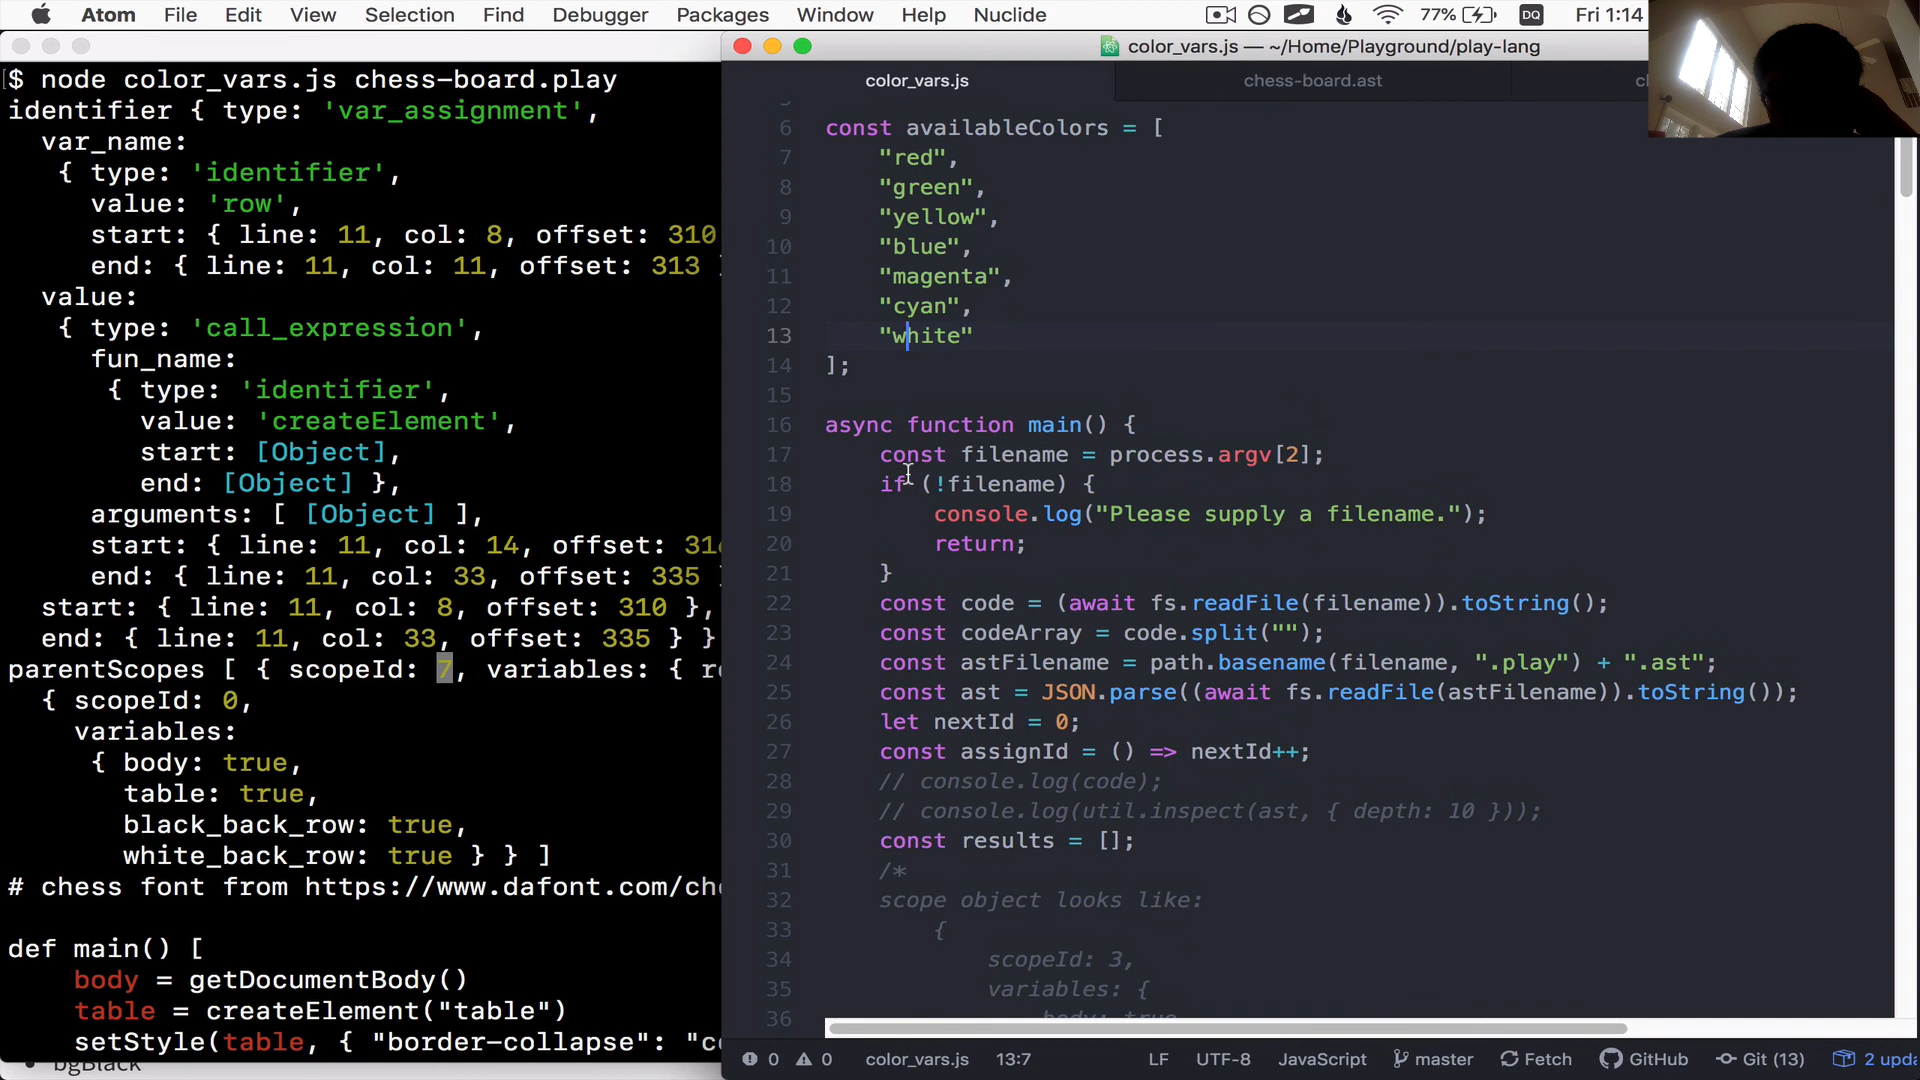 Atom File Edit View Selection Find Debugger Packages Window Help Nuclide 77% DQ Fri 1:14
$ node color_vars.js chess-board.play
identifier { type: 'var_assignment',
  var_name:
   { type: 'identifier',
     value: 'row',
     start: { line: 11, col: 8, offset: 310
     end: { line: 11, col: 11, offset: 313 }
  value:
   { type: 'call_expression',
     fun_name:
      { type: 'identifier',
        value: 'createElement',
        start: [Object],
        end: [Object] },
     arguments: [ [Object] ],
     start: { line: 11, col: 14, offset:
     end: { line: 11, col: 33, offset: 335 }
  start: { line: 11, col: 8, offset: 310 },
  end: { line: 11, col: 33, offset: 335 } }
parentScopes [ { scopeId: 7, variables: {
  { scopeId: 0,
    variables:
     { body: true,
       table: true,
       black_back_row: true,
       white_back_row: true } } ]
# chess font from https://www.dafont.com/ch
def main() [
    body = getDocumentBody()
    table = createElement("table")
    setStyle(table, { "border-collapse": "c
• bgBlack
color_vars.js — ~/Home/Playground/play-lang
color_vars.js chess-board.ast
6 const availableColors = [
7     "red",
8     "green",
9     "yellow",
10     "blue",
11     "magenta",
12     "cyan",
13     "white"
14 ];
15
16 async function main() {
17     const filename = process.argv[2];
18     if (!filename) {
19         console.log("Please supply a filename.");
20         return;
21     }
22     const code = (await fs.readFile(filename)).toString();
23     const codeArray = code.split("");
24     const astFilename = path.basename(filename, ".play") + ".ast";
25     const ast = JSON.parse((await fs.readFile(astFilename)).toString());
26     let nextId = 0;
27     const assignId = () => nextId++;
28     // console.log(code);
29     // console.log(util.inspect(ast, { depth: 10 }));
30     const results = [];
31     /*
32     scope object looks like:
33         {
34             scopeId: 3,
35             variables: {
36                 body: true
0 0 color_vars.js 13:7 LF UTF-8 JavaScript master Fetch GitHub Git (13) 2 upda